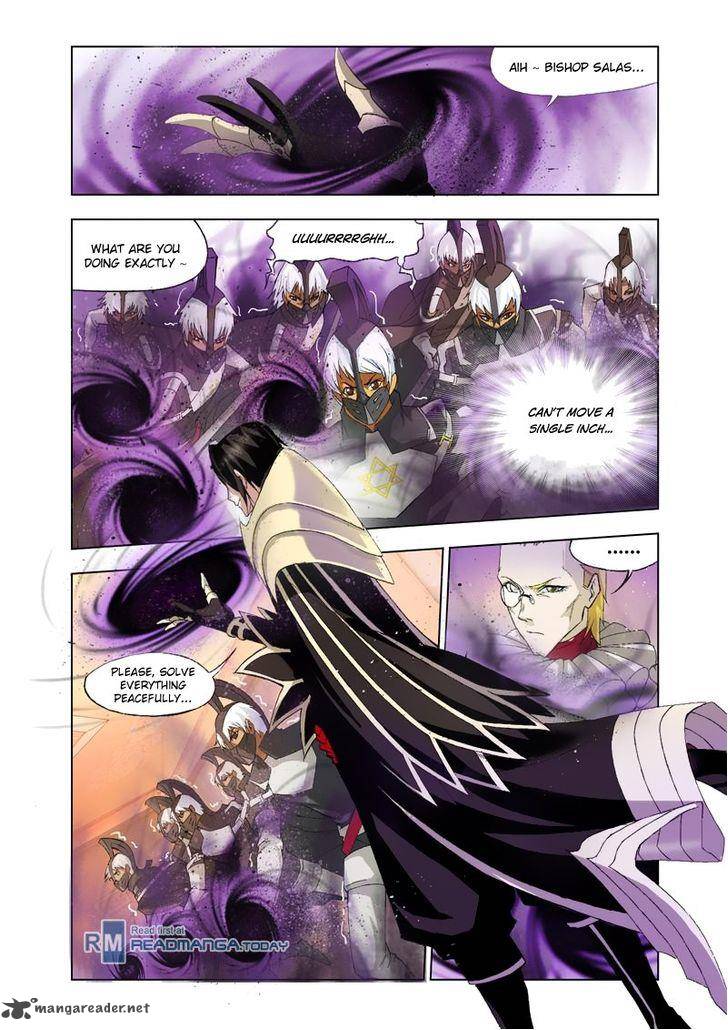 AIH ~ BISHOP SALAS...
WHAT ARE YOU
DOING EXACTLY ~
UUUURRRRGHH...
CAN'T MOVE A
SINGLE INCH...
......
PLEASE, SOLVE
EVERYTHING
PEACEFULLY...
RM
Read first at
READMANGA.TODAY
mangareader.net